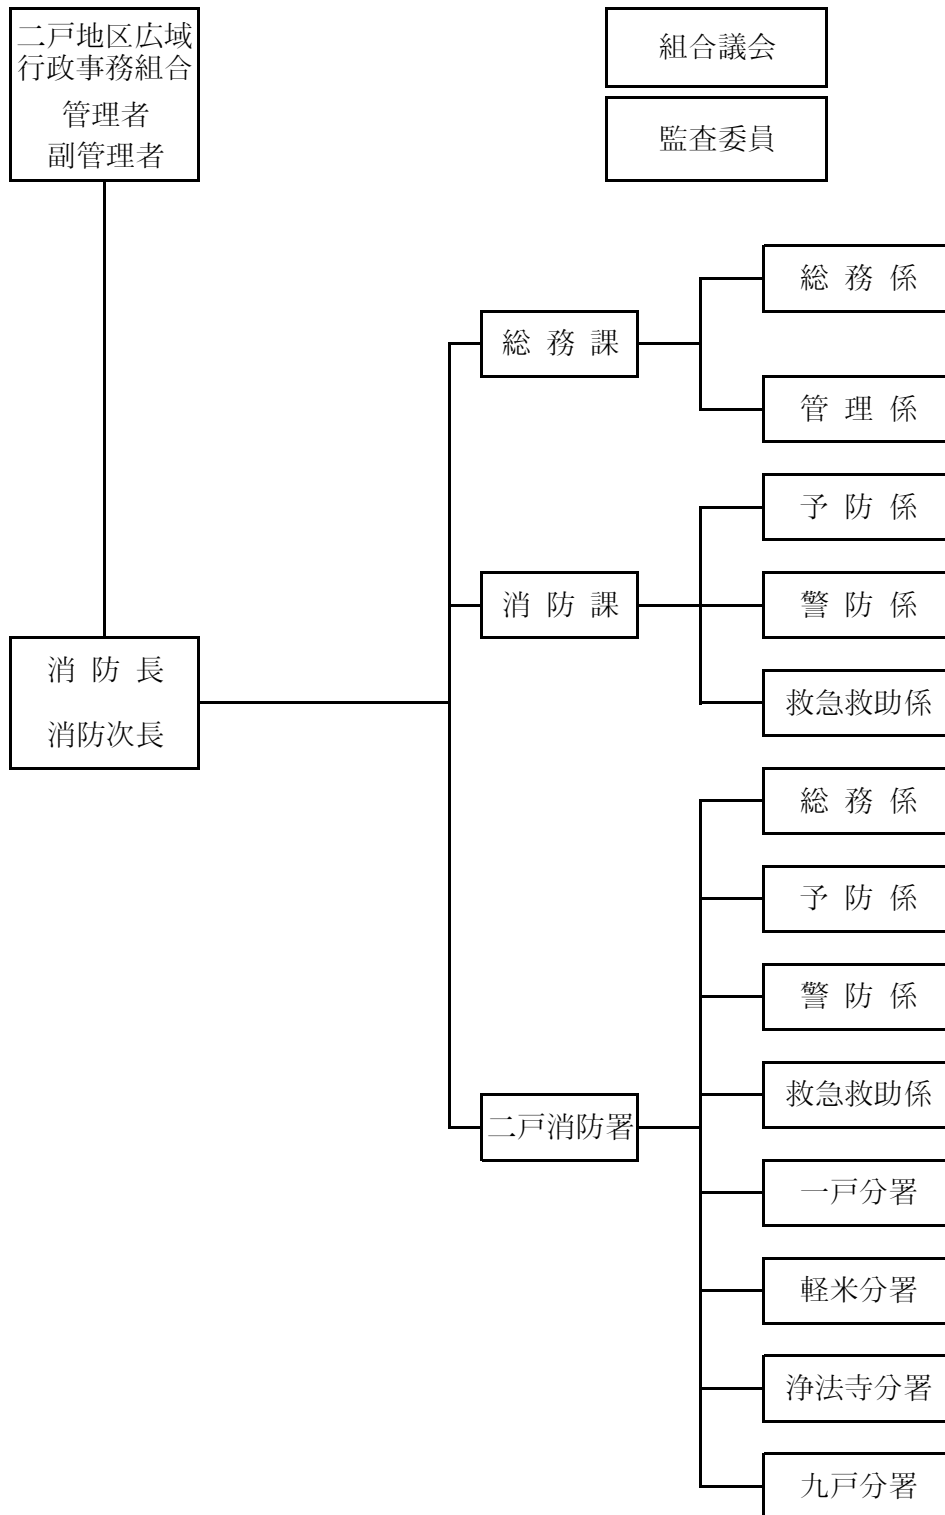 二戸地区広域
行政事務組合
管理者
副管理者
組合議会
監査委員
消 防 長
消防次長
総 務 課
総 務 係
管 理 係
消 防 課
予 防 係
警 防 係
救急救助係
二戸消防署
総 務 係
予 防 係
警 防 係
救急救助係
一戸分署
軽米分署
浄法寺分署
九戸分署